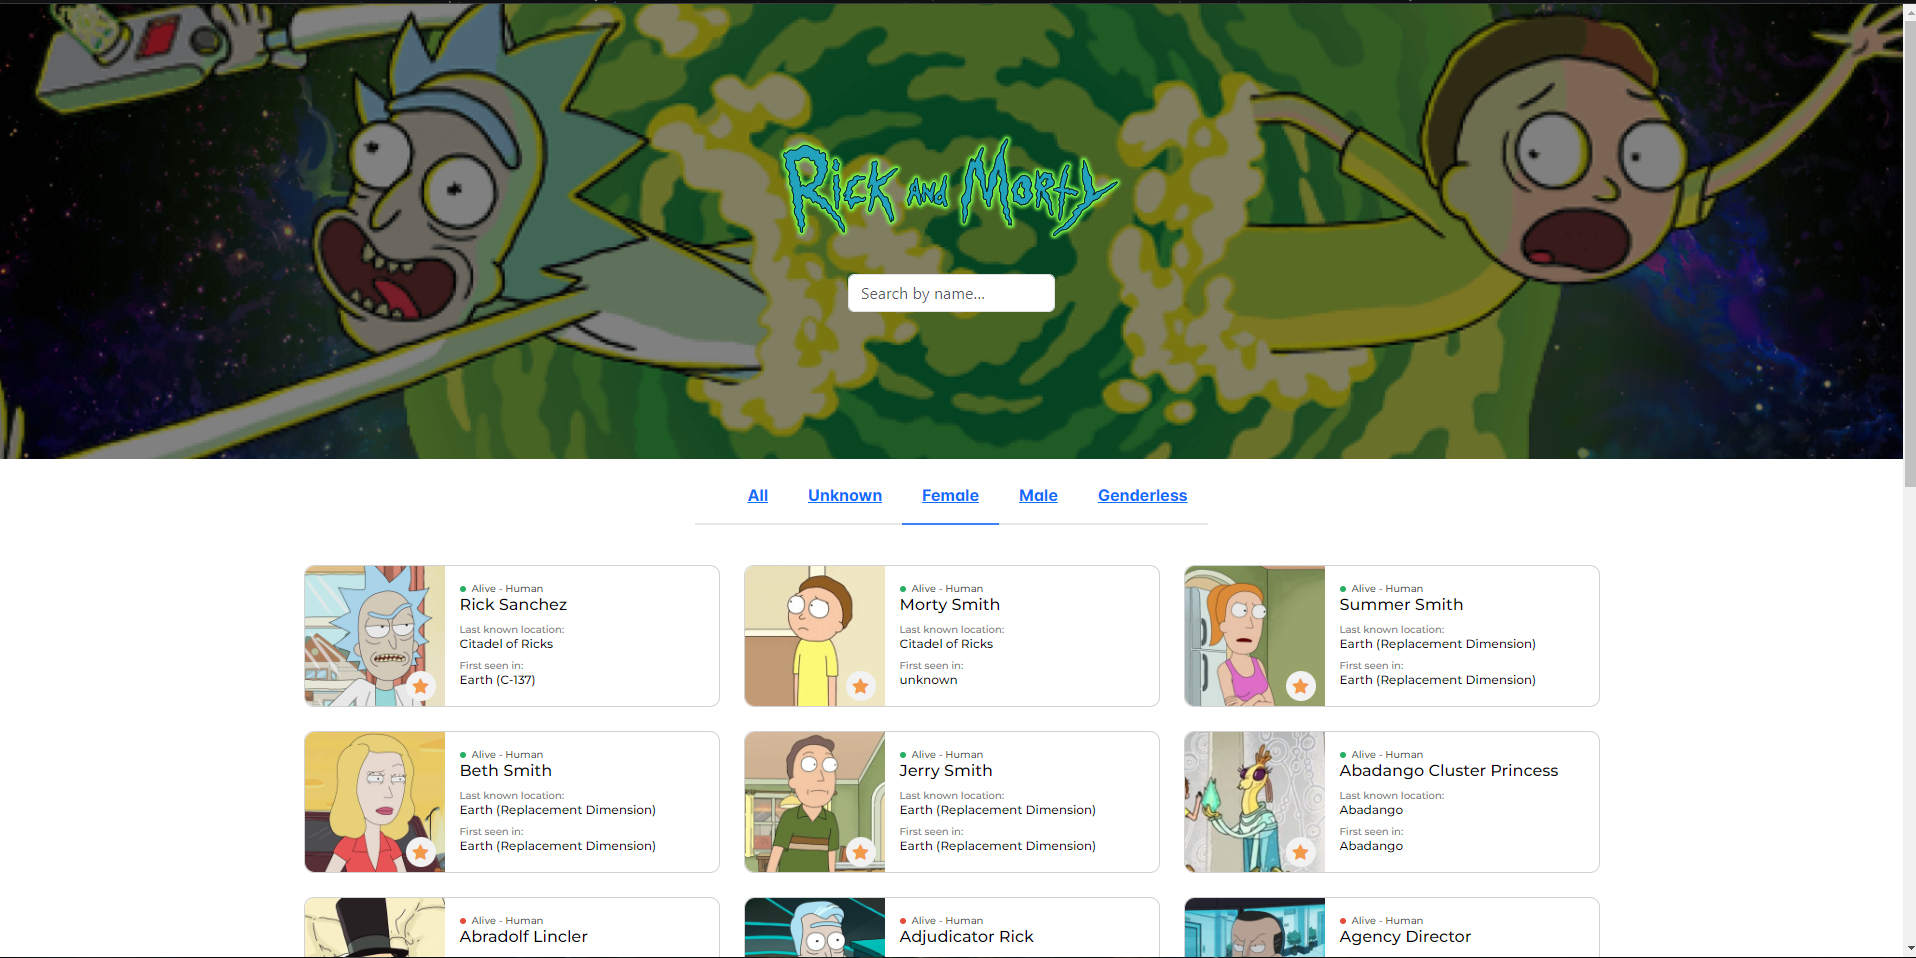 Rick and Morty
Search by name...
All Unknown Female Male Genderless
Alive - Human
Rick Sanchez
Last known location:
Citadel of Ricks
First seen in:
Earth (C-137)
Alive - Human
Morty Smith
Last known location:
Citadel of Ricks
First seen in:
unknown
Alive - Human
Summer Smith
Last known location:
Earth (Replacement Dimension)
First seen in:
Earth (Replacement Dimension)
Alive - Human
Beth Smith
Last known location:
Earth (Replacement Dimension)
First seen in:
Earth (Replacement Dimension)
Alive - Human
Jerry Smith
Last known location:
Earth (Replacement Dimension)
First seen in:
Earth (Replacement Dimension)
Alive - Human
Abadango Cluster Princess
Last known location:
Abadango
First seen in:
Abadango
Alive - Human
Abradolf Lincler
Alive - Human
Adjudicator Rick
Alive - Human
Agency Director